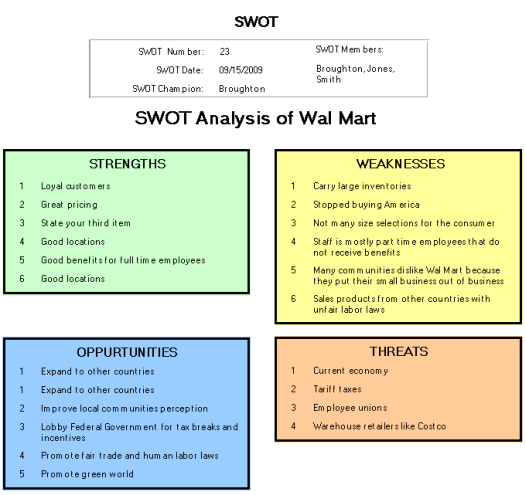 SWOT
SWOT Number: 23
SWOT Members:
SWOT Date: 09/15/2009
Broughton, Jones,
Smith
SWOT Champion: Broughton
SWOT Analysis of Wal Mart
STRENGTHS
1 Loyal customers
2 Great pricing
3 State your third item
4 Good locations
5 Good benefits for full time employees
6 Good locations
WEAKNESSES
1 Carry large inventories
2 Stopped buying America
3 Not many size selections for the consumer
4 Staff is mostly part time employees that do
not receive benefits
5 Many communities dislike Wal Mart because
they put their small business out of business
6 Sales products from other countries with
unfair labor laws
OPPURTUNITIES
1 Expand to other countries
1 Expand to other countries
2 Improve local communities perception
3 Lobby Federal Government for tax breaks and
incentives
4 Promote fair trade and human labor laws
5 Promote green world
THREATS
1 Current economy
2 Tariff taxes
3 Employee unions
4 Warehouse retailers like Costco